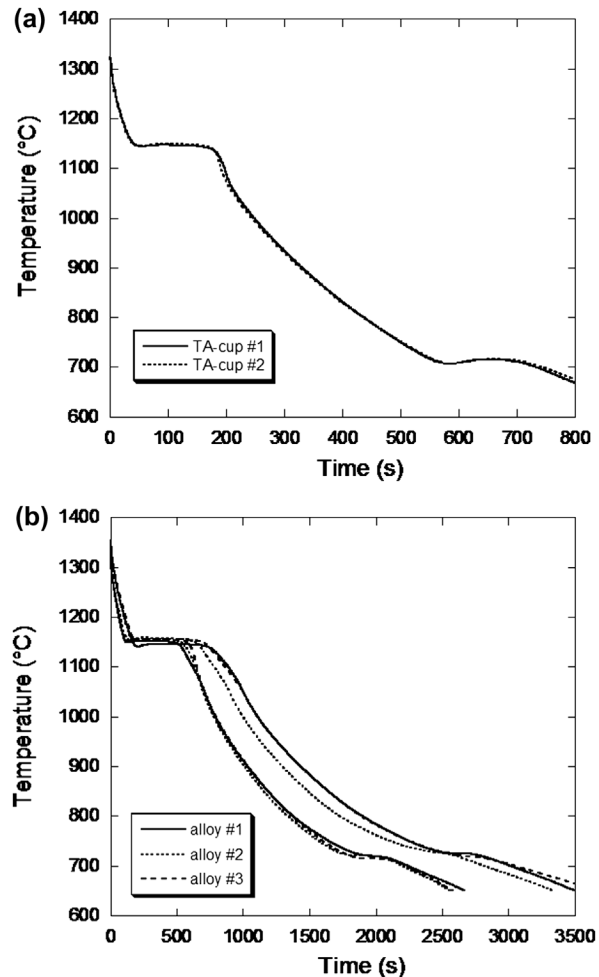 (a)
1400
1300
1200
1100
1000
900
800
700
600
Temperature (°C)
TA-cup #1
TA-cup #2
0 100 200 300 400 500 600 700 800
Time (s)
(b)
1400
1300
1200
1100
1000
900
800
700
600
Temperature (°C)
alloy #1
alloy #2
alloy #3
0 500 1000 1500 2000 2500 3000 3500
Time (s)